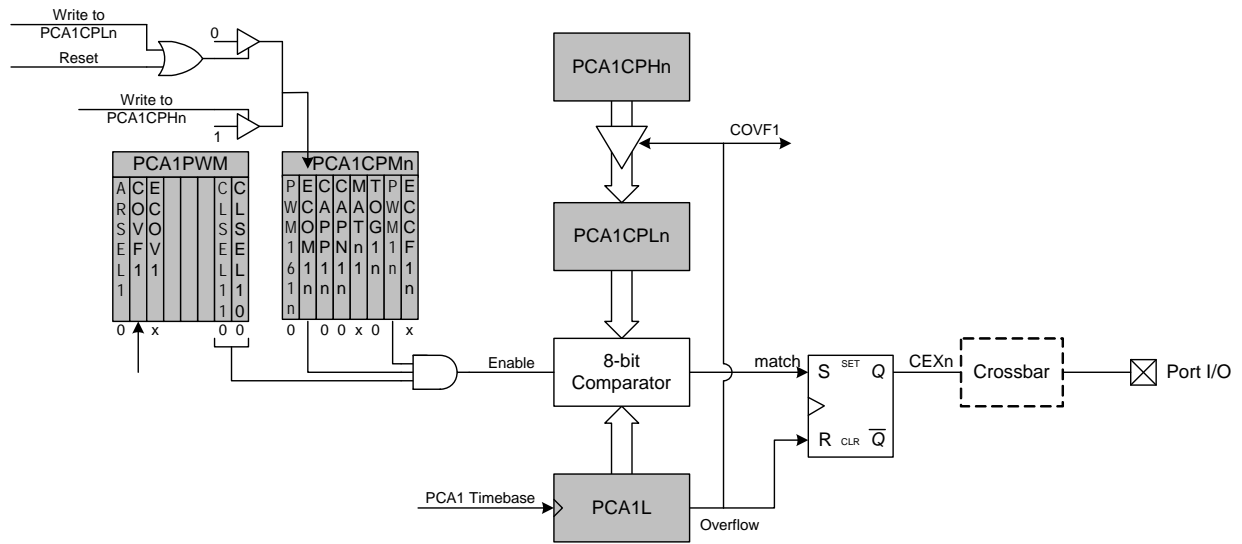 Write to
PCA1CPLn
Reset
0
Write to
PCA1CPHn
1
PCA1PWM
ARSEL1
COVF1
ECOV1
CLSEL11
CLSEL10
0 x 0 0
PCA1CPMn
PWM161n
ECOM1n
CAPP1n
CAPN1n
MATn1
TOG1n
PWM1n
ECCF1n
0 0 0 x 0 x
Enable
PCA1CPHn
COVF1
PCA1CPLn
8-bit
Comparator
match
PCA1 Timebase
PCA1L
Overflow
S SET Q
R CLR Q
CEXn
Crossbar
Port I/O